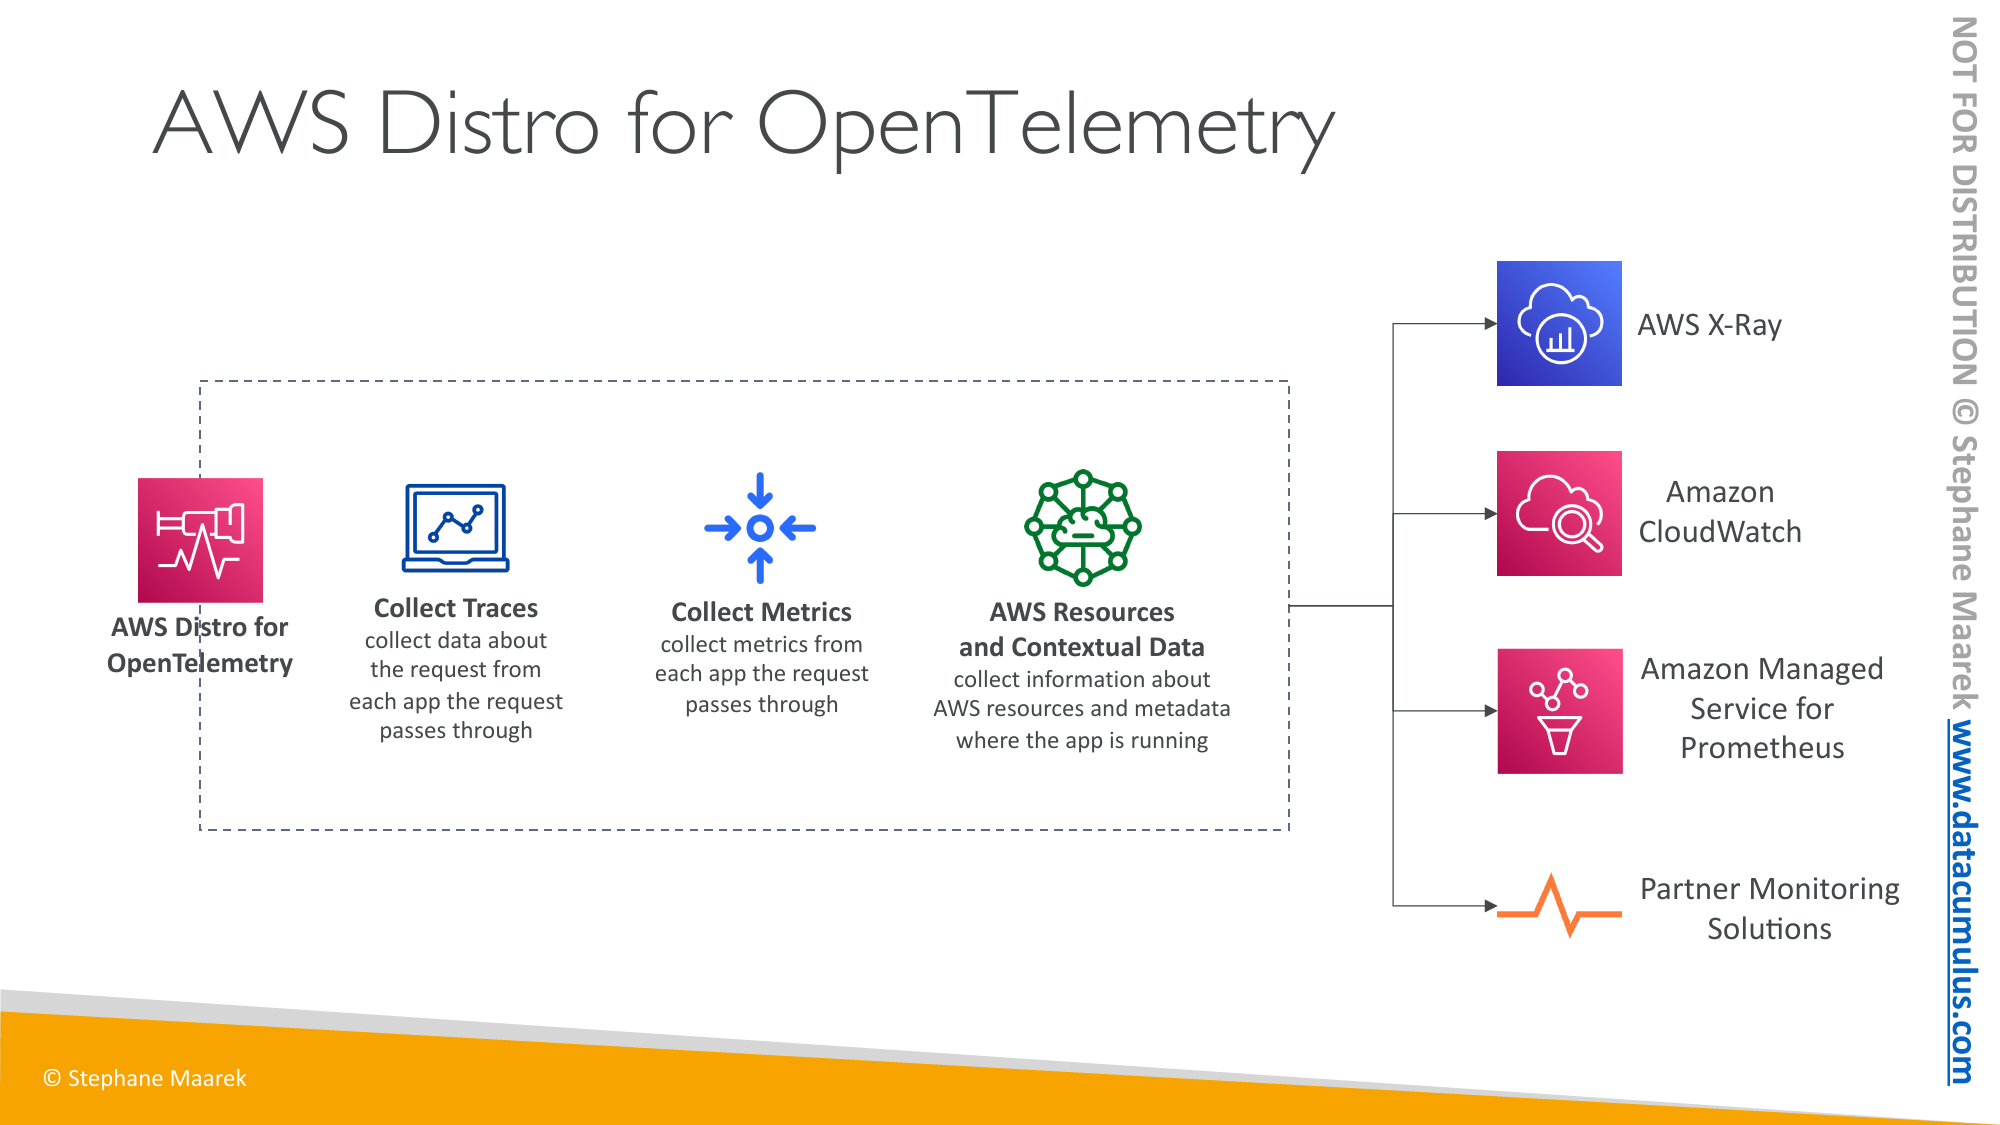 AWS Distro for OpenTelemetry
AWS Distro for
OpenTelemetry
Collect Traces
collect data about
the request from
each app the request
passes through
Collect Metrics
collect metrics from
each app the request
passes through
AWS Resources
and Contextual Data
collect information about
AWS resources and metadata
where the app is running
AWS X-Ray
Amazon
CloudWatch
Amazon Managed
Service for
Prometheus
Partner Monitoring
Solutions
NOT FOR DISTRIBUTION © Stephane Maarek www.datacumulus.com
© Stephane Maarek